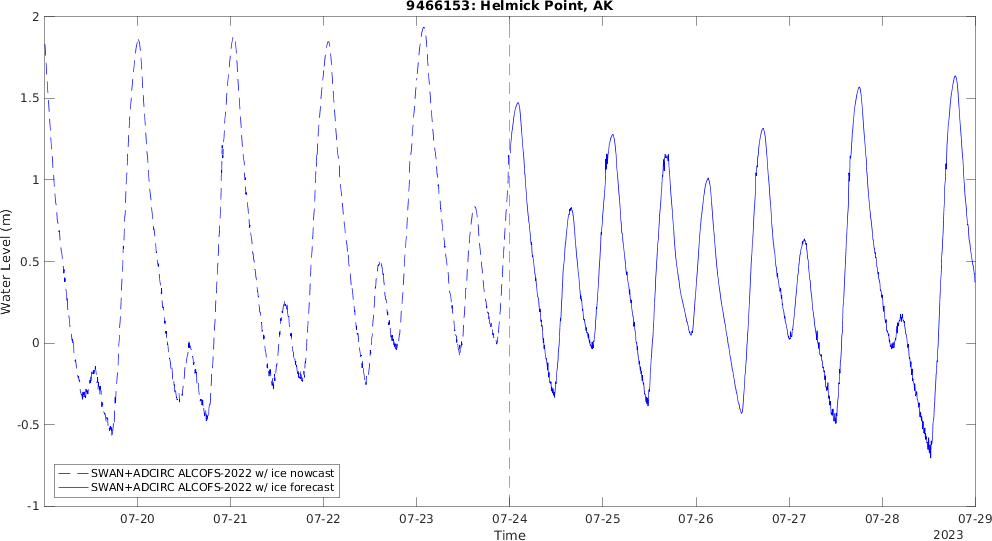 9466153: Helmick Point, AK
2
1.5
1
0.5
0
-0.5
-1
Water Level (m)
SWAN+ADCIRC ALCOFS-2022 w/ ice nowcast
SWAN+ADCIRC ALCOFS-2022 w/ ice forecast
07-20 07-21 07-22 07-23 07-24 07-25 07-26 07-27 07-28 07-29
Time
2023